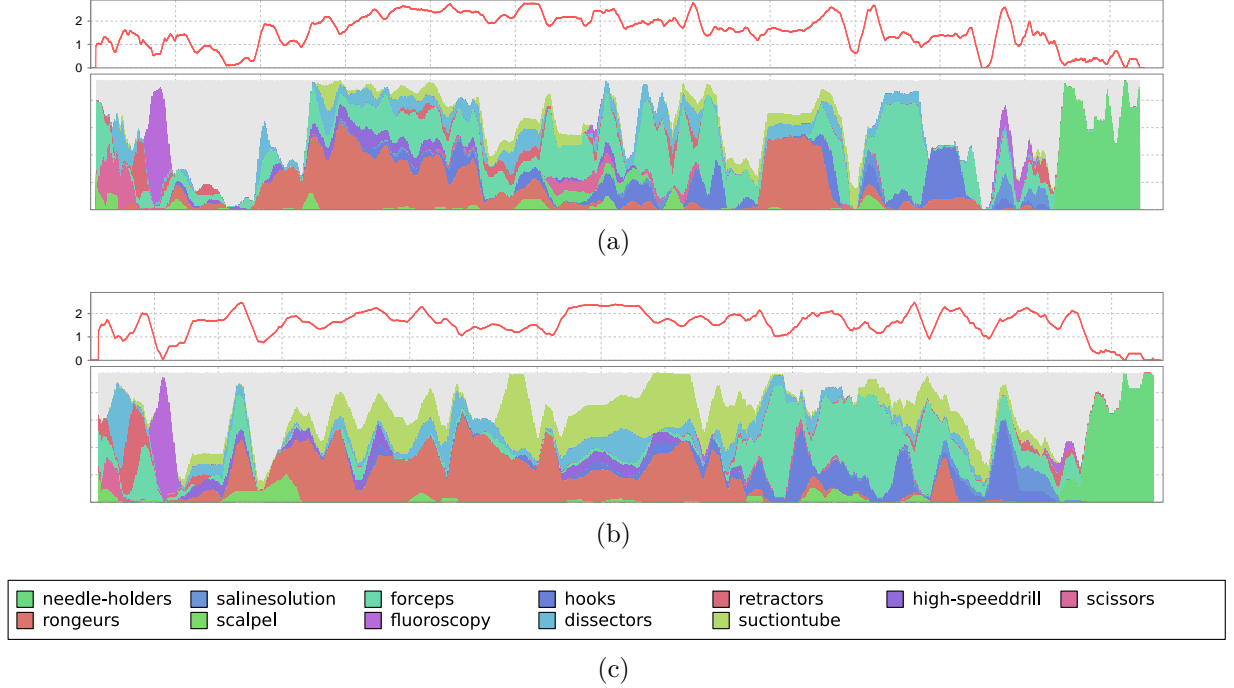 2
1
0
(a)
2
1
0
(b)
needle-holders salinesolution forceps hooks retractors high-speeddrill scissors
rongeurs scalpel fluoroscopy dissectors suctiontube
(c)